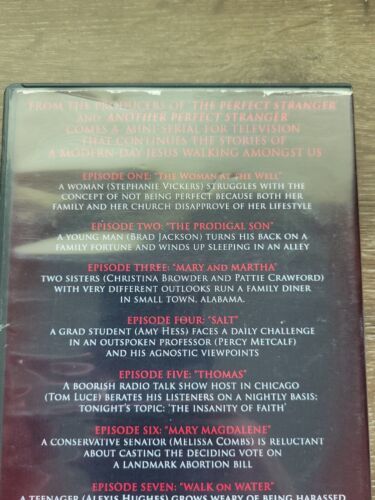 FROM THE PRODUCERS OF THE PERFECT STRANGER
AND ANOTHER PERFECT STRANGER
COMES A MINI SERIAL FOR TELEVISION
THAT CONTINUES THE STORIES OF
A MODERN-DAY JESUS WALKING AMONGST US
EPISODE ONE: "THE WOMAN AT THE WELL"
A WOMAN (STEPHANIE VICKERS) STRUGGLES WITH THE
CONCEPT OF NOT BEING PERFECT BECAUSE BOTH HER
FAMILY AND HER CHURCH DISAPPROVE OF HER LIFESTYLE
EPISODE TWO: "THE PRODIGAL SON"
A YOUNG MAN (BRAD JACKSON) TURNS HIS BACK ON A
FAMILY FORTUNE AND WINDS UP SLEEPING IN AN ALLEY
EPISODE THREE: "MARY AND MARTHA"
TWO SISTERS (CHRISTINA BROWDER AND PATTIE CRAWFORD)
WITH VERY DIFFERENT OUTLOOKS RUN A FAMILY DINER
IN SMALL TOWN, ALABAMA.
EPISODE FOUR: "SALT"
A GRAD STUDENT (AMY HESS) FACES A DAILY CHALLENGE
IN AN OUTSPOKEN PROFESSOR (PERCY METCALF)
AND HIS AGNOSTIC VIEWPOINTS
EPISODE FIVE: "THOMAS"
A BOORISH RADIO TALK SHOW HOST IN CHICAGO
(TOM LUCE) BERATES HIS LISTENERS ON A NIGHTLY BASIS;
TONIGHT'S TOPIC: 'THE INSANITY OF FAITH'
EPISODE SIX: "MARY MAGDALENE"
A CONSERVATIVE SENATOR (MELISSA COMBS) IS RELUCTANT
ABOUT CASTING THE DECIDING VOTE ON
A LANDMARK ABORTION BILL
EPISODE SEVEN: "WALK ON WATER"
A TEENAGER (ALEXIS HUGHES) GROWS WEARY OF BEING HARASSED